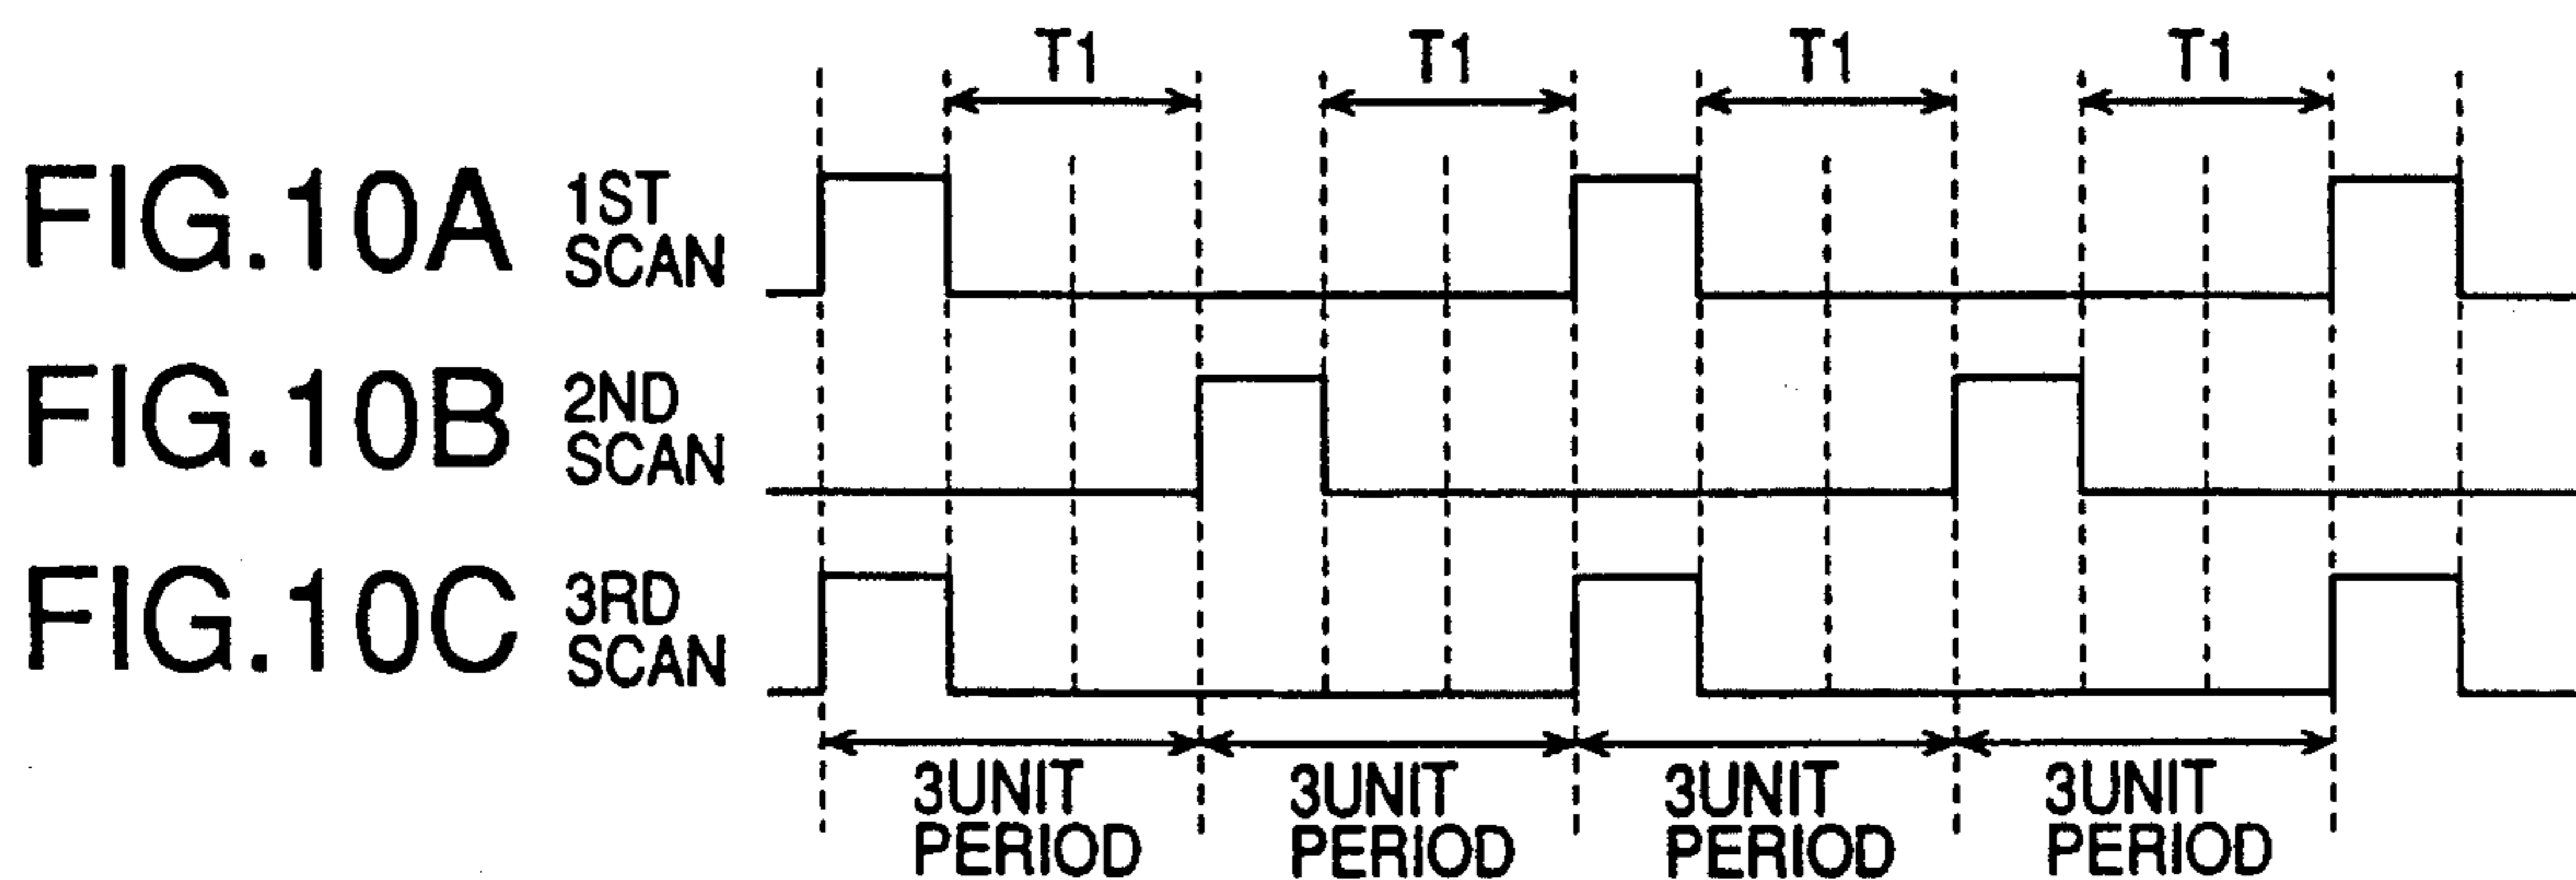 T1 T1 T1 T1
FIG.10A 1ST
SCAN
FIG.10B 2ND
SCAN
FIG.10C 3RD
SCAN
3UNIT 3UNIT 3UNIT 3UNIT
PERIOD PERIOD PERIOD PERIOD